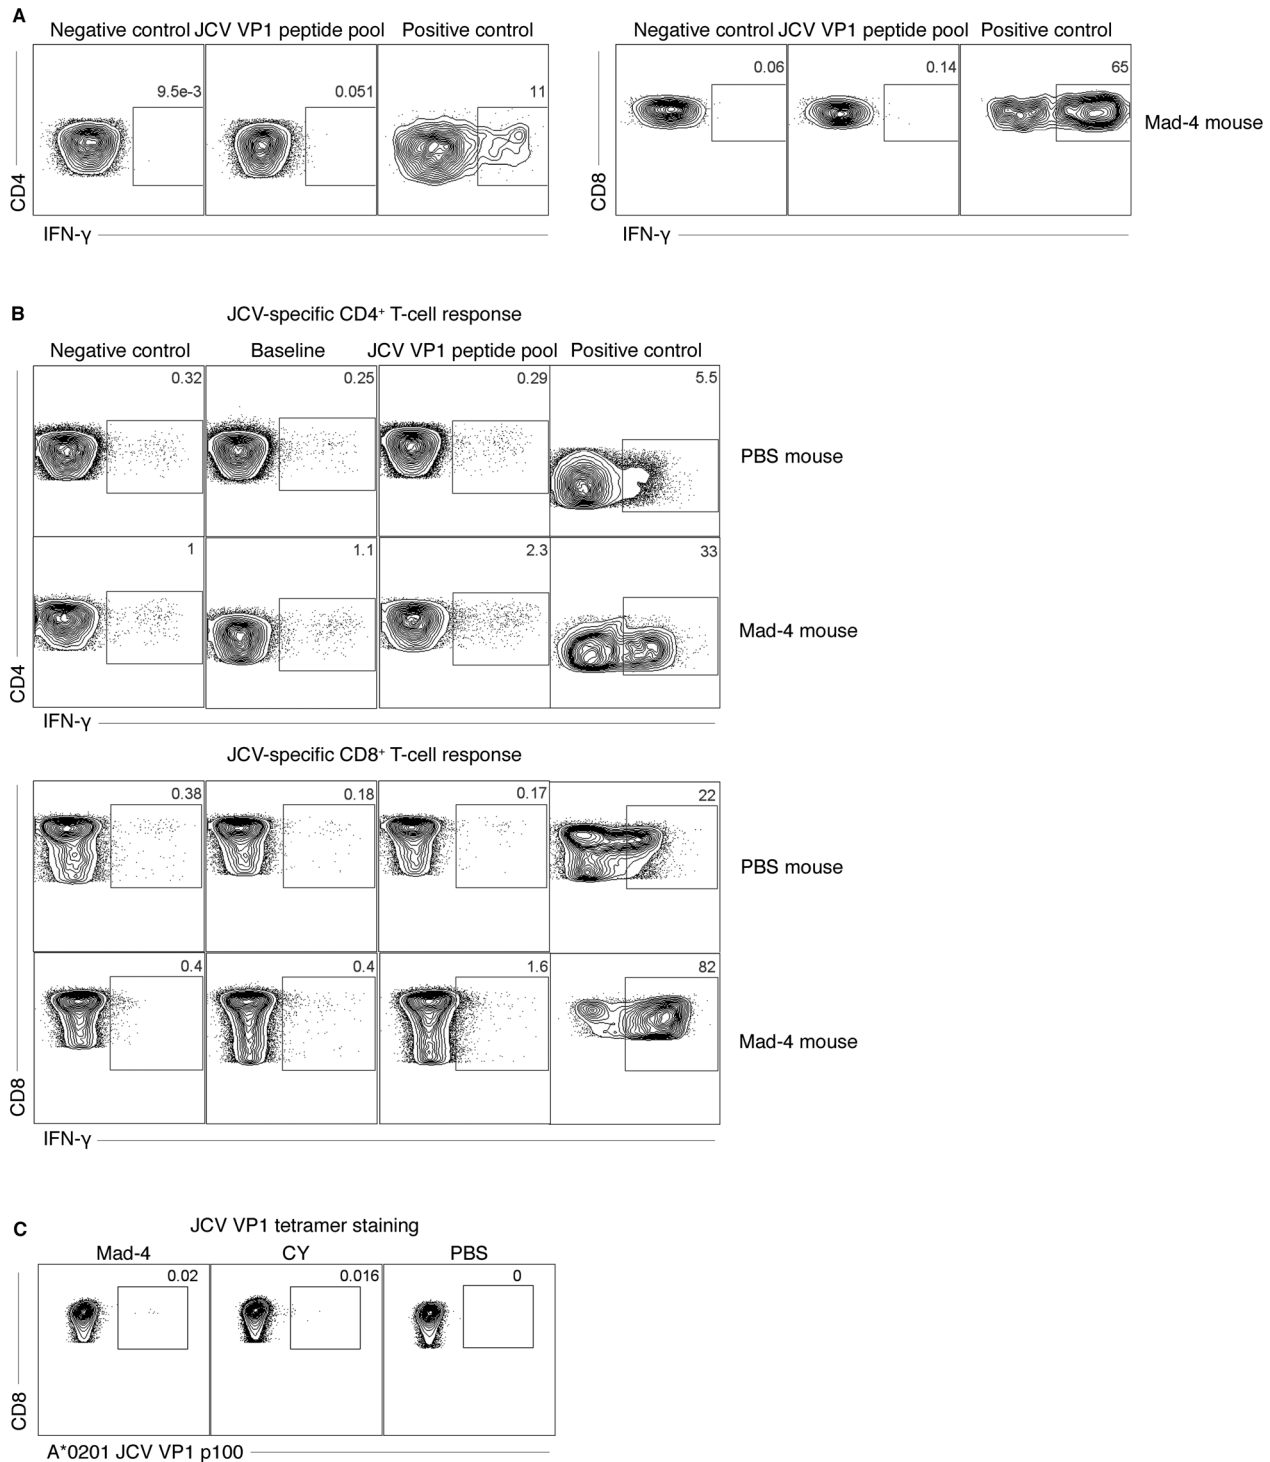 A
Negative control JCV VP1 peptide pool Positive control
Negative control JCV VP1 peptide pool Positive control
9.5e-3 0.051 11
0.06 0.14 65
CD4
CD8
Mad-4 mouse
IFN-γ
IFN-γ
B
JCV-specific CD4⁺ T-cell response
Negative control Baseline JCV VP1 peptide pool Positive control
0.32 0.25 0.29 5.5
PBS mouse
1 1.1 2.3 33
Mad-4 mouse
CD4
IFN-γ
JCV-specific CD8⁺ T-cell response
0.38 0.18 0.17 22
PBS mouse
0.4 0.4 1.6 82
Mad-4 mouse
CD8
IFN-γ
C
JCV VP1 tetramer staining
Mad-4 CY PBS
0.02 0.016 0
CD8
A*0201 JCV VP1 p100